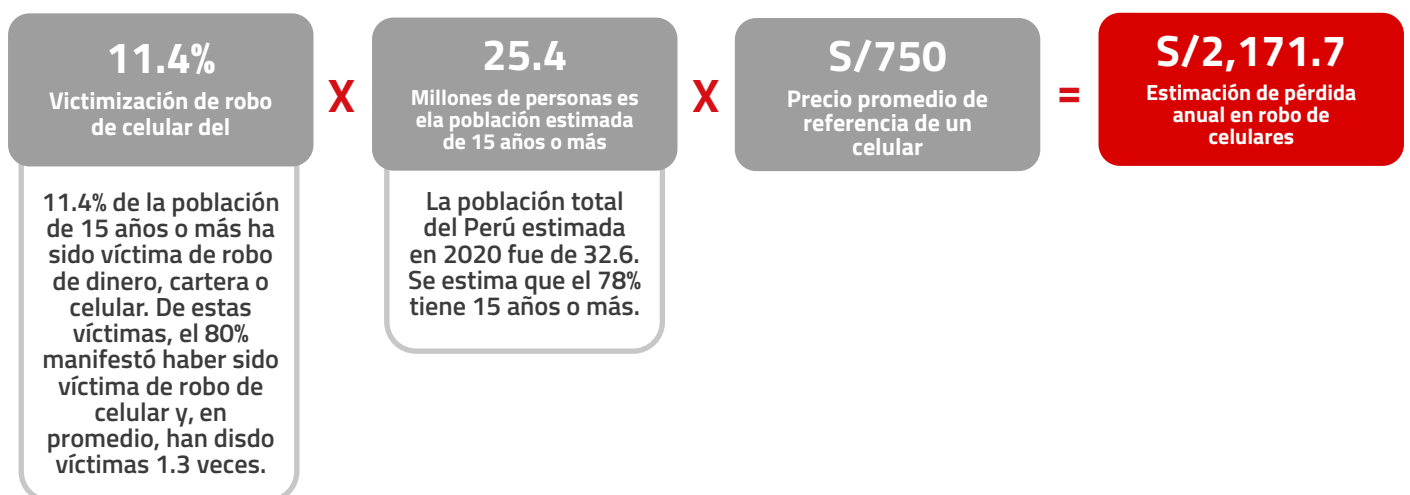 11.4%
Victimización de robo
de celular del
X
25.4
Millones de personas es
ela población estimada
de 15 años o más
X
S/750
Precio promedio de
referencia de un
celular
=
S/2,171.7
Estimación de pérdida
anual en robo de
celulares
11.4% de la población
de 15 años o más ha
sido víctima de robo
de dinero, cartera o
celular. De estas
víctimas, el 80%
manifestó haber sido
víctima de robo de
celular y, en
promedio, han disdo
víctimas 1.3 veces.
La población total
del Perú estimada
en 2020 fue de 32.6.
Se estima que el 78%
tiene 15 años o más.